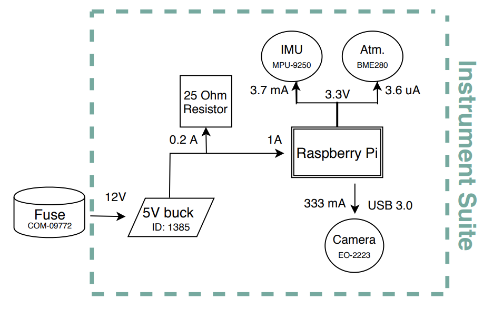 IMU
MPU-9250
Atm.
BME280
3.7 mA
3.6 uA
3.3V
25 Ohm
Resistor
0.2 A
1A
Raspberry Pi
Instrument Suite
12V
Fuse
COM-09772
5V buck
ID: 1385
333 mA
USB 3.0
Camera
EO-2223